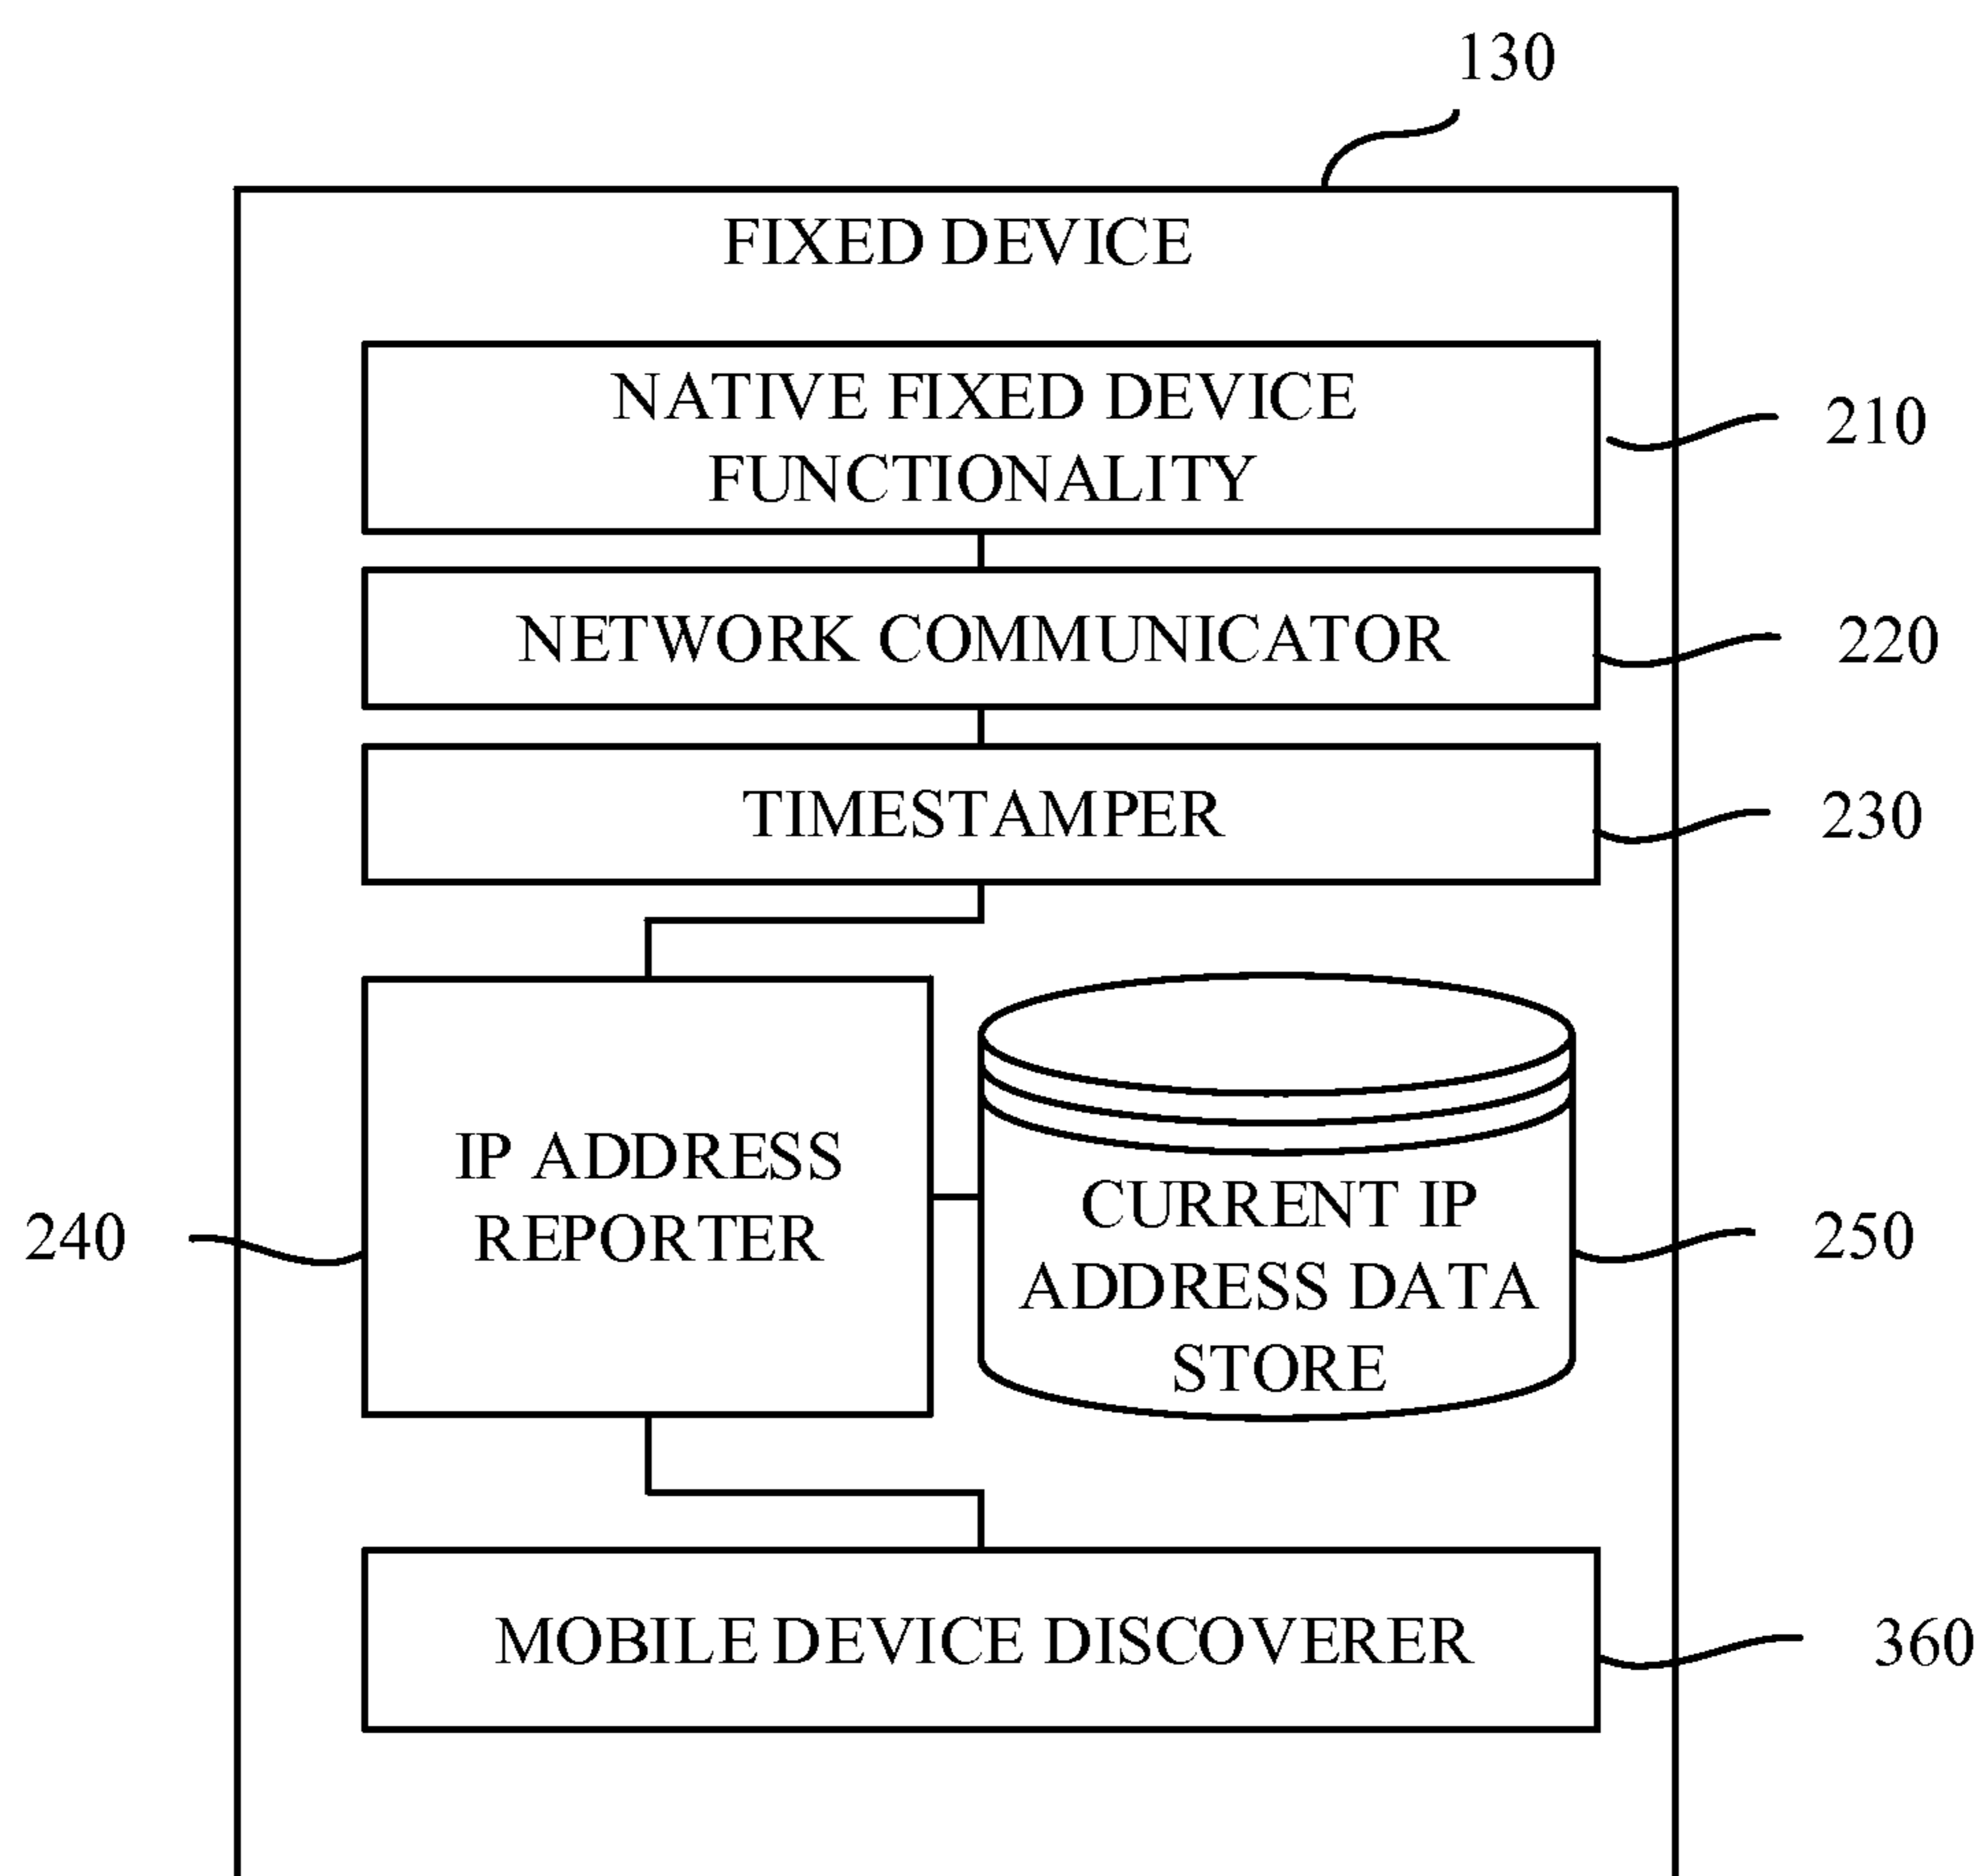 130
FIXED DEVICE
NATIVE FIXED DEVICE
FUNCTIONALITY
210
NETWORK COMMUNICATOR
220
TIMESTAMPER
230
240
IP ADDRESS
REPORTER
CURRENT IP
ADDRESS DATA
STORE
250
MOBILE DEVICE DISCOVERER
360